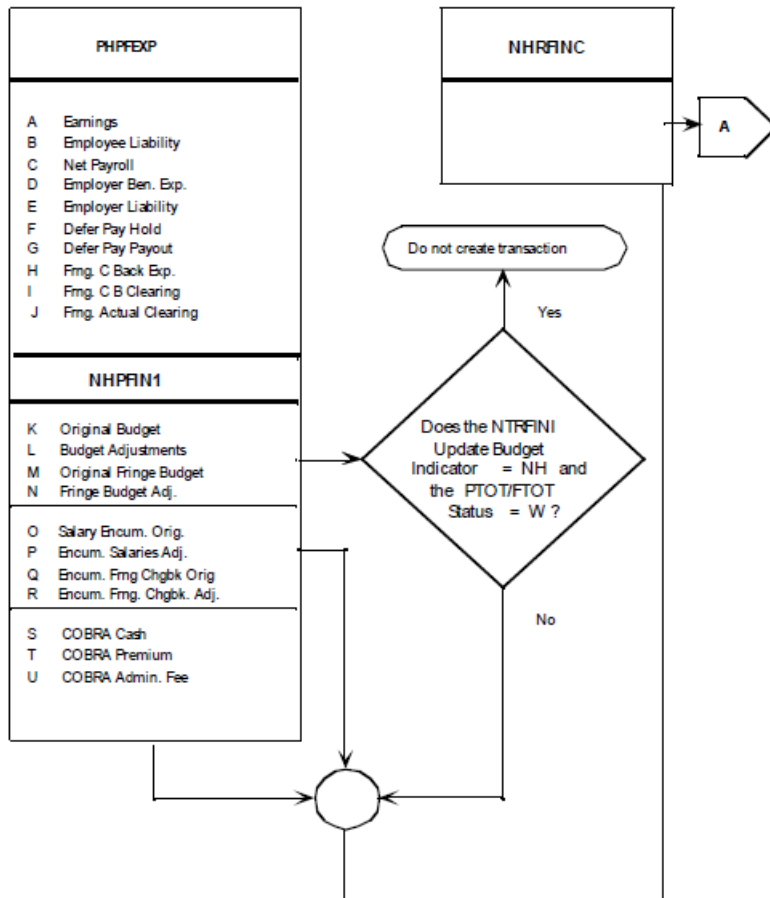 PHPFEXP
A Earnings
B Employee Liability
C Net Payroll
D Employer Ben. Exp.
E Employer Liability
F Defer Pay Hold
G Defer Pay Payout
H Frng. C Back Exp.
I Frng. C B Clearing
J Frng. Actual Clearing
NHPFIN1
K Original Budget
L Budget Adjustments
M Original Fringe Budget
N Fringe Budget Adj.
O Salary Encum. Orig.
P Encum. Salaries Adj.
Q Encum. Frng Chgbk Orig
R Encum. Frng. Chgbk. Adj.
S COBRA Cash
T COBRA Premium
U COBRA Admin. Fee
NHRFINC
A
Do not create transaction
Yes
Does the NTRFINI
Update Budget
Indicator = NH and
the PTOT/FTOT
Status = W ?
No